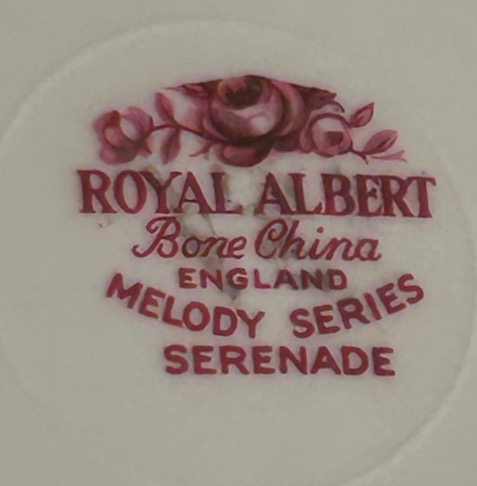 ROYAL ALBERT
Bone China
ENGLAND
MELODY SERIES
SERENADE